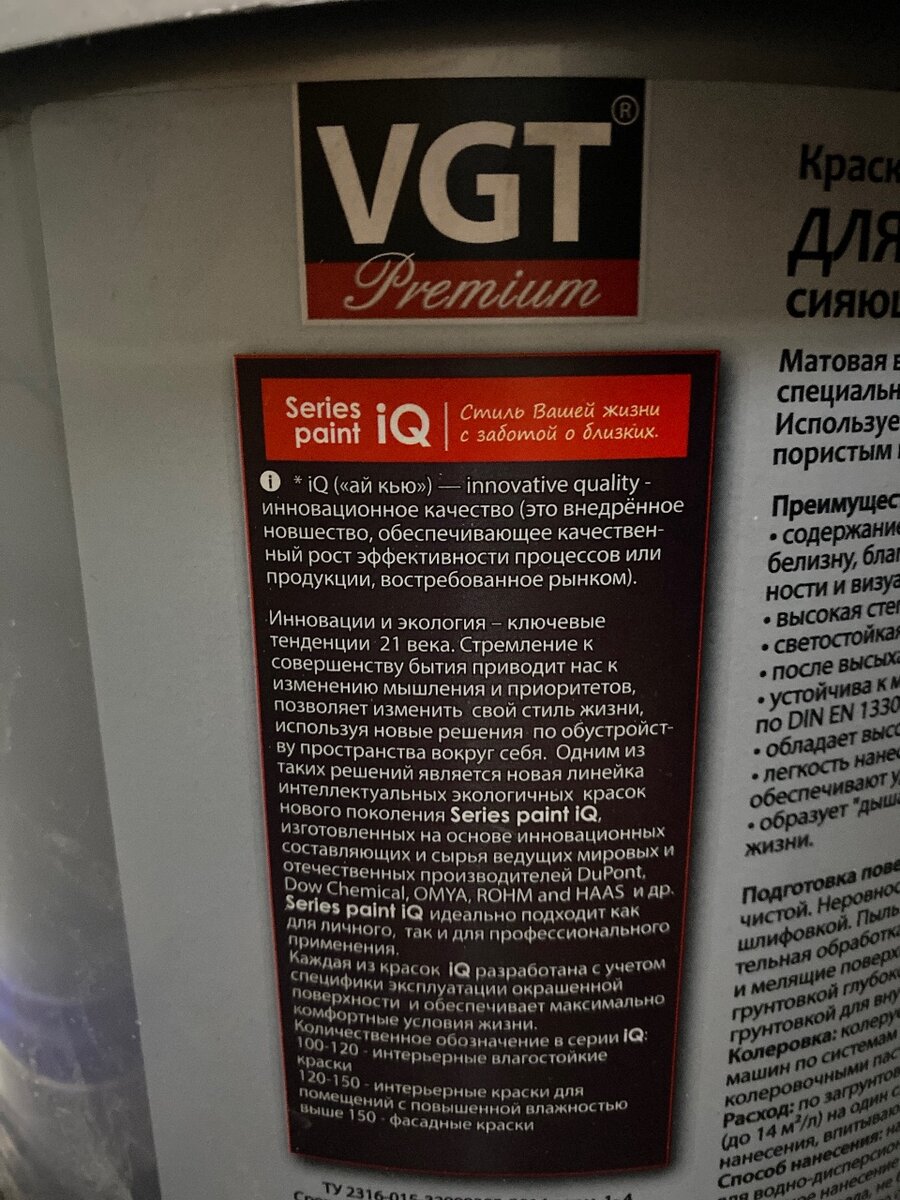 VGT®
Premium
Series paint iQ
Стиль Вашей жизни
с заботой о близких.
* iQ («ай кью») — innovative quality -
инновационное качество (это внедрённое
новшество, обеспечивающее качествен-
ный рост эффективности процессов или
продукции, востребованное рынком).
Инновации и экология – ключевые
тенденции 21 века. Стремление к
совершенству бытия приводит нас к
изменению мышления и приоритетов,
позволяет изменить свой стиль жизни,
используя новые решения по обустройст-
ву пространства вокруг себя. Одним из
таких решений является новая линейка
интеллектуальных экологичных красок
нового поколения Series paint iQ,
изготовленных на основе инновационных
составляющих и сырья ведущих мировых и
отечественных производителей DuPont,
Dow Chemical, OMYA, ROHM and HAAS и др.
Series paint iQ идеально подходит как
для личного, так и для профессионального
применения.
Каждая из красок iQ разработана с учетом
специфики эксплуатации окрашенной
поверхности и обеспечивает максимально
комфортные условия жизни.
Количественное обозначение в серии iQ:
100-120 - интерьерные влагостойкие
краски
120-150 - интерьерные краски для
помещений с повышенной влажностью
выше 150 - фасадные краски
ТУ 2316-015-
Краск
ДЛЯ
сияющ
Матовая в
специальн
Используе
пористым
Преимущес
• содержание
белизну, благ
ности и визуа
• высокая степ
• светостойкая
• после высыха
• устойчива к м
по DIN EN 1330
• обладает высо
• легкость нанес
обеспечивают у
• образует "дыша
жизни.
Подготовка пове
чистой. Неровнос
шлифовкой. Пыль
тельная обработка
и мелящие поверх
грунтовкой глубок
грунтовкой для вну
Колеровка: колеру
машин по системам
колеровочными паст
Расход: по загрунтов
(до 14 м²/л) на один с
нанесения, впитываю
Способ нанесения: на
для водно-дисперсион